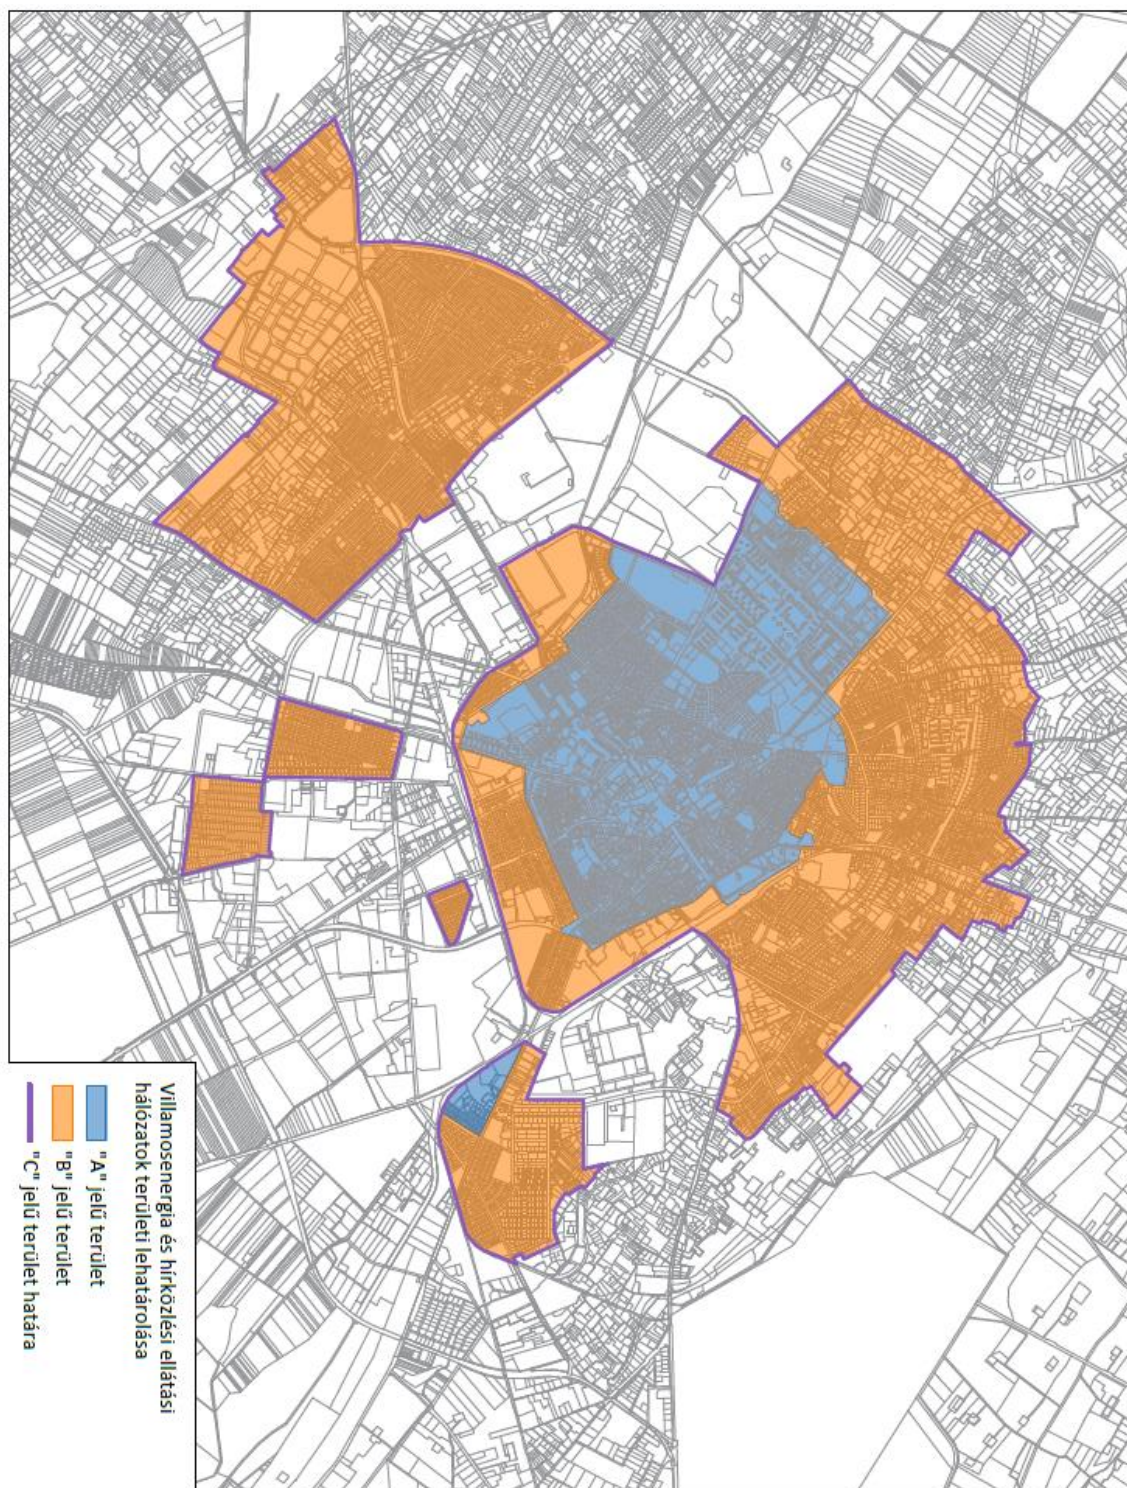 Villamosenergia és hírközlési ellátási
hálózatok területi lehatárolása
"A" jelű terület
"B" jelű terület
"C" jelű terület határa